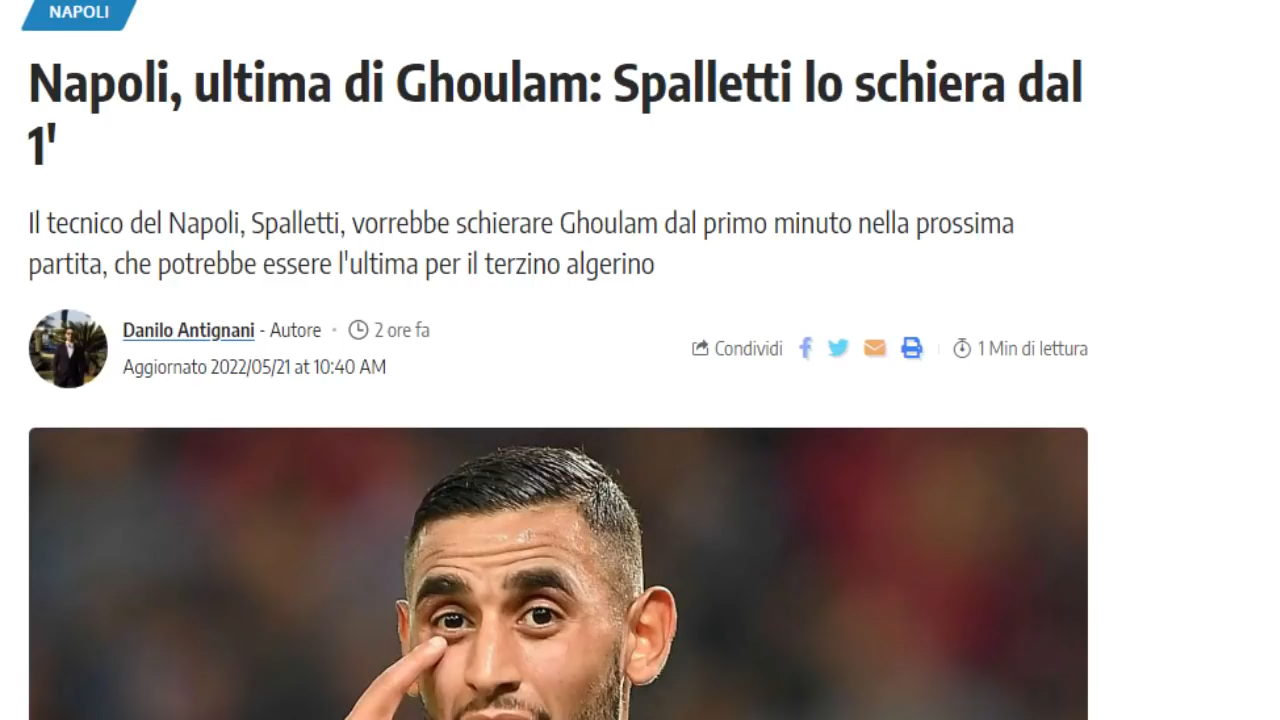 NAPOLI
Napoli, ultima di Ghoulam: Spalletti lo schiera dal
1'
Il tecnico del Napoli, Spalletti, vorrebbe schierare Ghoulam dal primo minuto nella prossima
partita, che potrebbe essere l'ultima per il terzino algerino
Danilo Antignani - Autore • 2 ore fa
Aggiornato 2022/05/21 at 10:40 AM
Condividi
1 Min di lettura